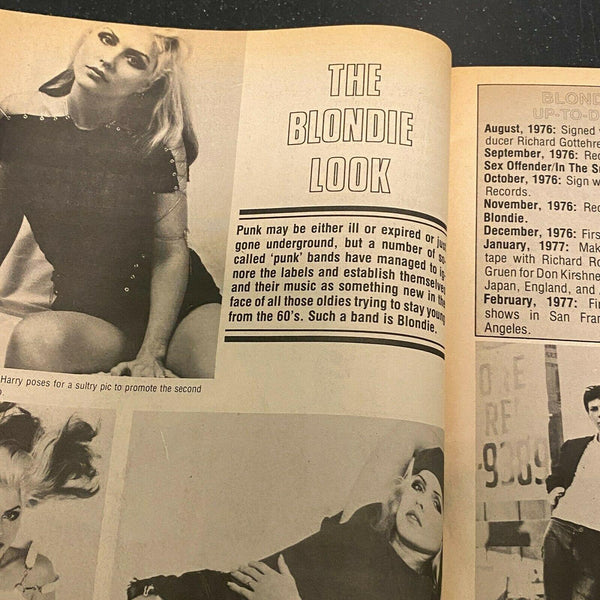 THE
BLONDIE
LOOK
Punk may be either ill or expired or
gone underground, but a number of
called 'punk' bands have managed to
nore the labels and establish themselves
and their music as something new in the
face of all those oldies trying to stay young
from the 60's. Such a band is Blondie.
Harry poses for a sultry pic to promote the second
BLOND
UP-TO-D
August, 1976: Signed
ducer Richard Gottehre
September, 1976: Rec
Sex Offender/In The Su
October, 1976: Sign w
Records.
November, 1976: Rec
Blondie.
December, 1976: Firs
January, 1977: Mak
tape with Richard Ro
Gruen for Don Kirshne
Japan, England, and
February, 1977: Fir
shows in San Fran
Angeles.
ORE
RF
-9309